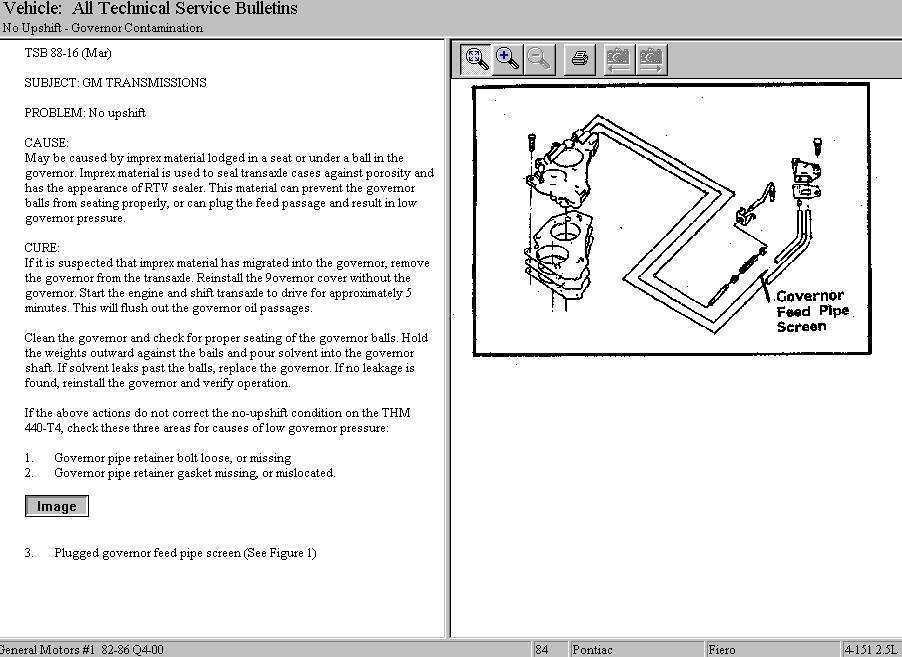 Vehicle: All Technical Service Bulletins
No Upshift - Governor Contamination
TSB 88-16 (Mar)
SUBJECT: GM TRANSMISSIONS
PROBLEM: No upshift
CAUSE:
May be caused by imprex material lodged in a seat or under a ball in the
governor. Imprex material is used to seal transaxle cases against porosity and
has the appearance of RTV sealer. This material can prevent the governor
balls from seating properly, or can plug the feed passage and result in low
governor pressure.
CURE:
If it is suspected that imprex material has migrated into the governor, remove
the governor from the transaxle. Reinstall the 9overnor cover without the
governor. Start the engine and shift transaxle to drive for approximately 5
minutes. This will flush out the governor oil passages.
Clean the governor and check for proper seating of the governor balls. Hold
the weights outward against the bails and pour solvent into the governor
shaft. If solvent leaks past the balls, replace the governor. If no leakage is
found, reinstall the governor and verify operation.
If the above actions do not correct the no-upshift condition on the THM
440-T4, check these three areas for causes of low governor pressure:
1. Governor pipe retainer bolt loose, or missing
2. Governor pipe retainer gasket missing, or mislocated.
Image
3. Plugged governor feed pipe screen (See Figure 1)
Governor
Feed Pipe
Screen
General Motors #1 82-86 Q4-00
84
Pontiac
Fiero
4-151 2.5L